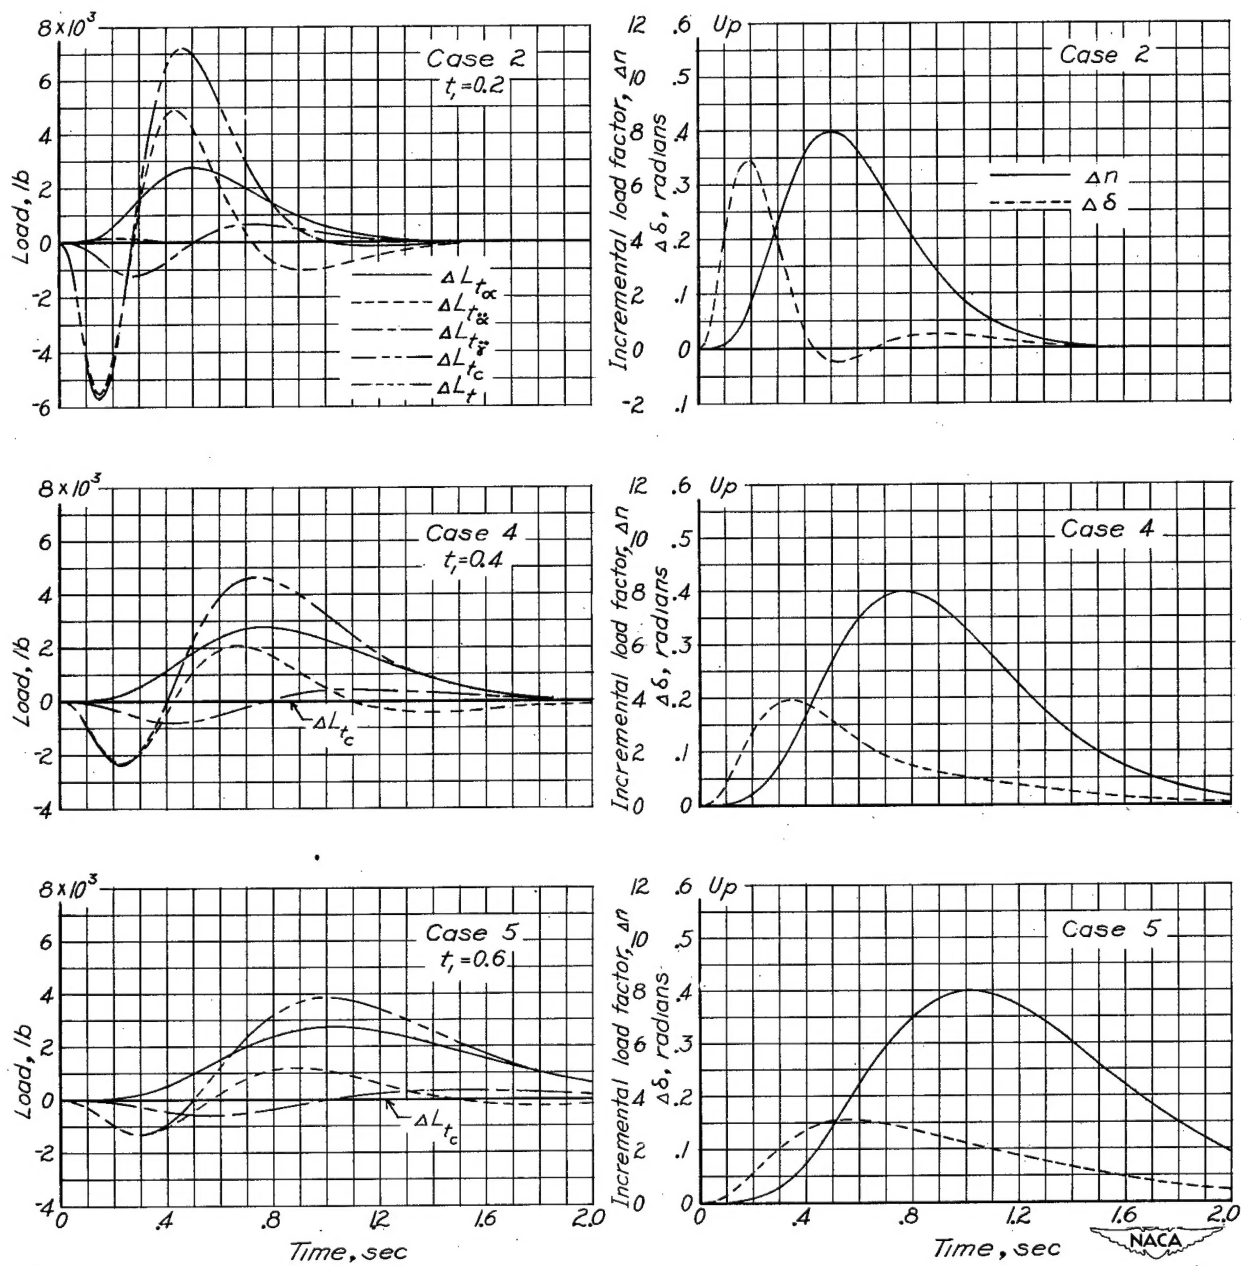 8×10³
6
4
2
0
-2
-4
-6
Load, lb
Case 2
t₁=0.2
ΔL_tα
ΔL_tα̈
ΔL_tγ̈
ΔL_tc
ΔL_t
12
10
8
6
4
2
0
-2
Incremental load factor, Δn
.6
.5
.4
.3
.2
.1
0
.1
Δδ, radians
Up
Case 2
Δn
Δδ
8×10³
6
4
2
0
-2
-4
Load, lb
Case 4
t₁=0.4
ΔL_tc
12
10
8
6
4
2
0
Incremental load factor, Δn
.6
.5
.4
.3
.2
.1
0
Δδ, radians
Up
Case 4
8×10³
6
4
2
0
-2
-4
Load, lb
Case 5
t₁=0.6
ΔL_tc
0 .4 .8 1.2 1.6 2.0
Time, sec
12
10
8
6
4
2
0
Incremental load factor, Δn
.6
.5
.4
.3
.2
.1
0
Δδ, radians
Up
Case 5
0 .4 .8 1.2 1.6 2.0
Time, sec
NACA